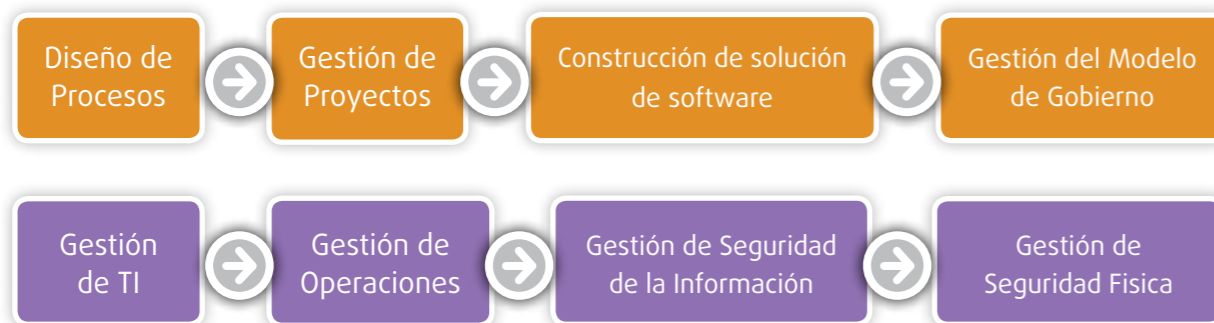 Diseño de
Procesos
Gestión de
Proyectos
Construcción de solución
de software
Gestión del Modelo
de Gobierno
Gestión
de TI
Gestión de
Operaciones
Gestión de Seguridad
de la Información
Gestión de
Seguridad Fisica